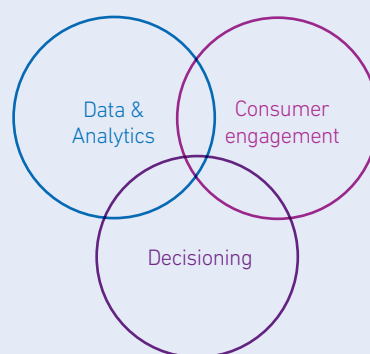 Data &
Analytics
Consumer
engagement
Decisioning